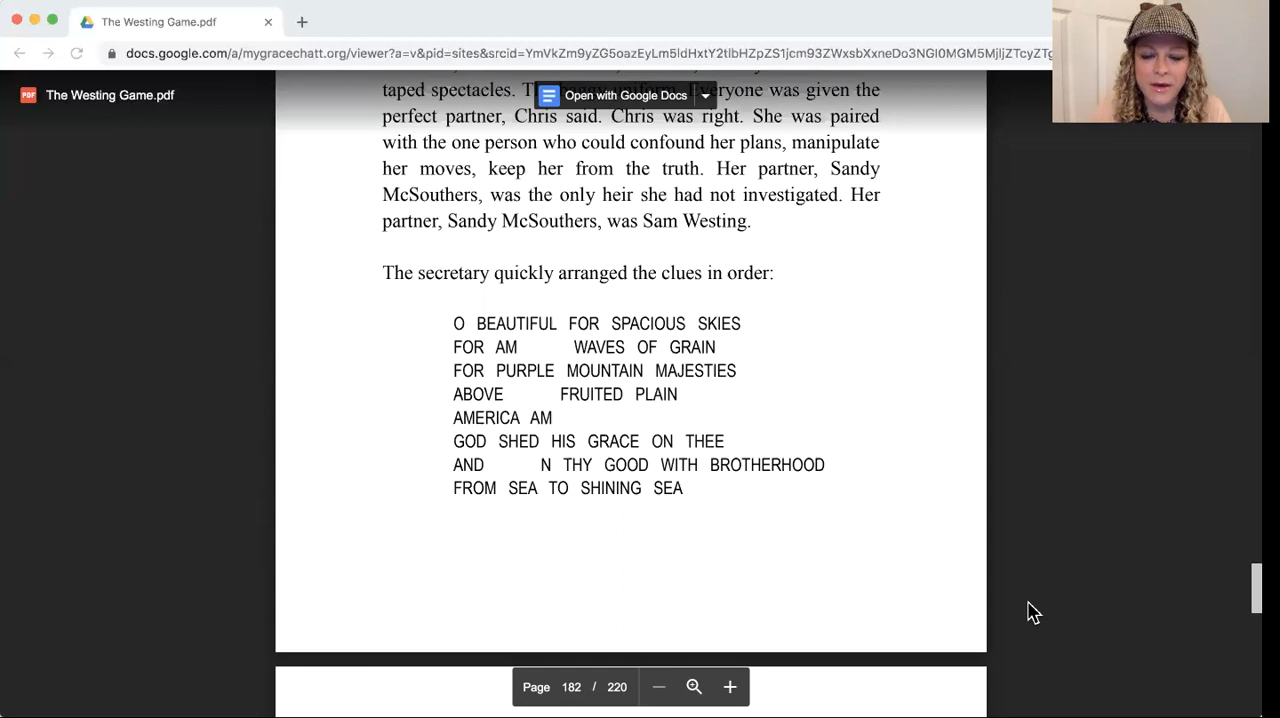 The Westing Game.pdf
docs.google.com/a/mygracechatt.org/viewer?a=v&pid=sites&srcid=
The Westing Game.pdf
Open with Google Docs
taped spectacles. Everyone was given the
perfect partner, Chris said. Chris was right. She was paired
with the one person who could confound her plans, manipulate
her moves, keep her from the truth. Her partner, Sandy
McSouthers, was the only heir she had not investigated. Her
partner, Sandy McSouthers, was Sam Westing.
The secretary quickly arranged the clues in order:
O BEAUTIFUL FOR SPACIOUS SKIES
FOR AM WAVES OF GRAIN
FOR PURPLE MOUNTAIN MAJESTIES
ABOVE FRUITED PLAIN
AMERICA AM
GOD SHED HIS GRACE ON THEE
AND N THY GOOD WITH BROTHERHOOD
FROM SEA TO SHINING SEA
Page 182 / 220